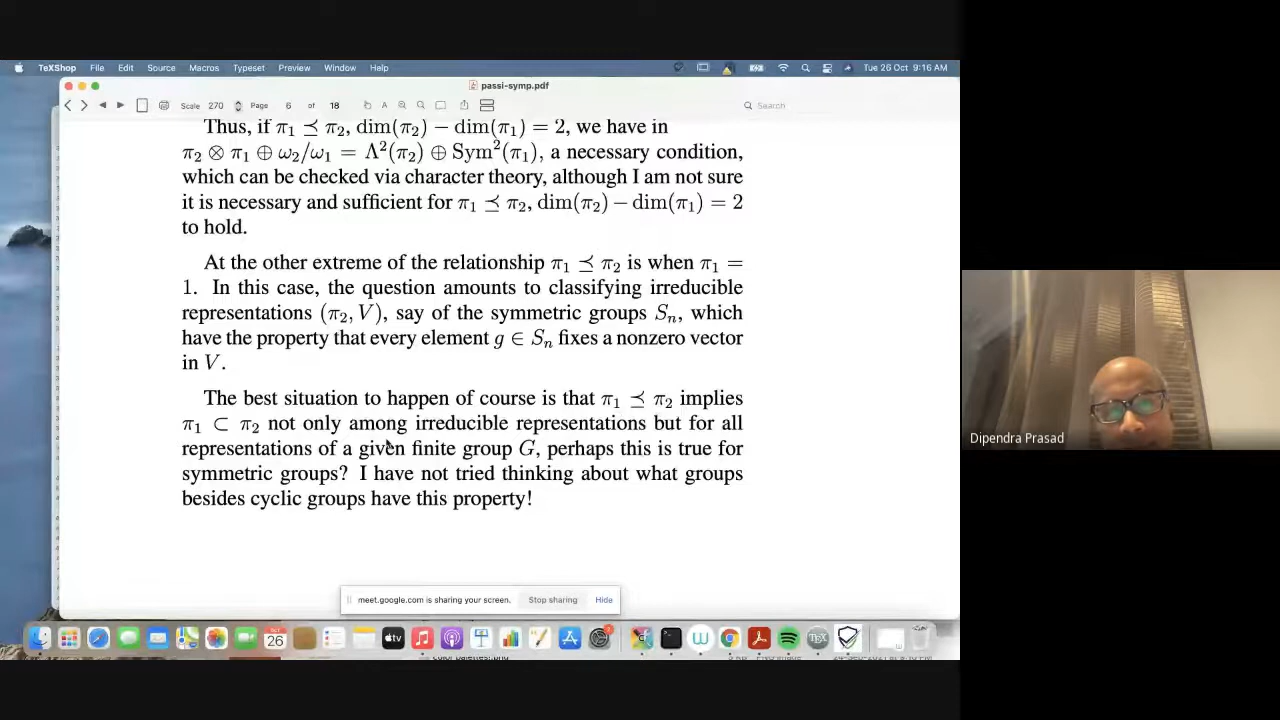 TeXShop File Edit Source Macros Typeset Preview Window Help Tue 26 Oct 9:16 AM
passi-symp.pdf
Scale 270 Page 6 of 18 Search
Thus, if π₁ ⪯ π₂, dim(π₂) − dim(π₁) = 2, we have in
π₂ ⊗ π₁ ⊕ ω₂/ω₁ = Λ²(π₂) ⊕ Sym²(π₁), a necessary condition,
which can be checked via character theory, although I am not sure
it is necessary and sufficient for π₁ ⪯ π₂, dim(π₂) − dim(π₁) = 2
to hold.
At the other extreme of the relationship π₁ ⪯ π₂ is when π₁ =
1. In this case, the question amounts to classifying irreducible
representations (π₂, V), say of the symmetric groups Sₙ, which
have the property that every element g ∈ Sₙ fixes a nonzero vector
in V.
The best situation to happen of course is that π₁ ⪯ π₂ implies
π₁ ⊂ π₂ not only among irreducible representations but for all
representations of a given finite group G, perhaps this is true for
symmetric groups? I have not tried thinking about what groups
besides cyclic groups have this property!
Dipendra Prasad
meet.google.com is sharing your screen. Stop sharing Hide
OCT
26
tv
TEX